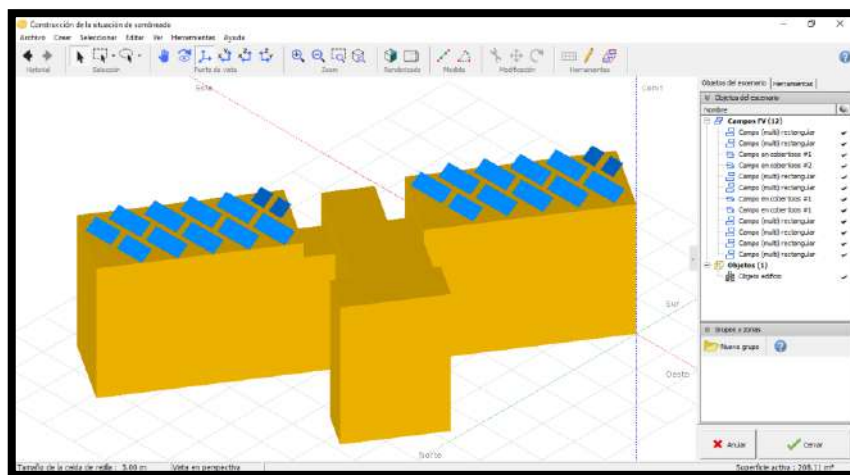 Construcción de la situación de sombreado
Archivo Crear Seleccionar Editar Ver Herramientas Ayuda
Historial Selección Punto de vista Zoom Renderizado Medida Modificación Herramientas
Este
Cenit
Sur
Oeste
Norte
Objetos del escenario Herramientas
Objetos del escenario
nombre
Campos FV (12)
Campo (multi) rectangular
Campo (multi) rectangular
Campo en cobertizos #1
Campo en cobertizos #2
Campo (multi) rectangular
Campo (multi) rectangular
Campo en cobertizos #1
Campo en cobertizos #1
Campo (multi) rectangular
Campo (multi) rectangular
Campo (multi) rectangular
Campo (multi) rectangular
Objetos (1)
Objeto edificio
Grupos y zonas
Nuevo grupo
Anular
Cerrar
Tamaño de la celda de rejilla : 5.00 m Vista en perspectiva Superficie activa : 208.11 m²